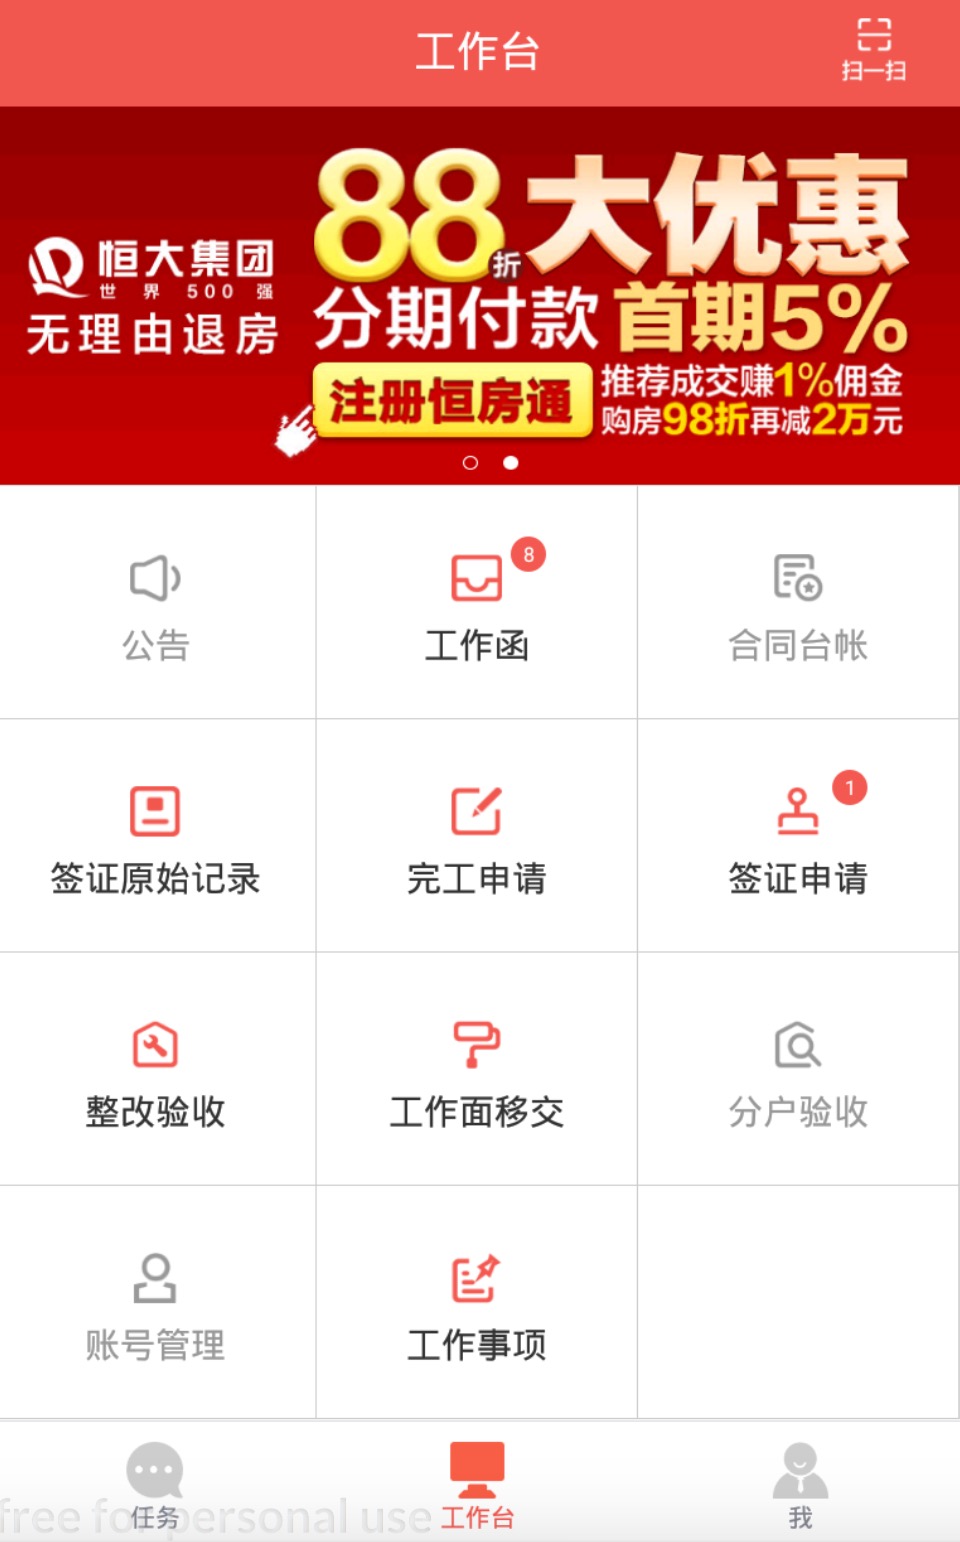 工作台
扫一扫
恒大集团
世界500强
无理由退房
88折大优惠
分期付款首期5%
注册恒房通
推荐成交赚1%佣金
购房98折再减2万元
公告
8
工作函
合同台帐
签证原始记录
完工申请
1
签证申请
整改验收
工作面移交
分户验收
账号管理
工作事项
任务
工作台
我
free for personal use